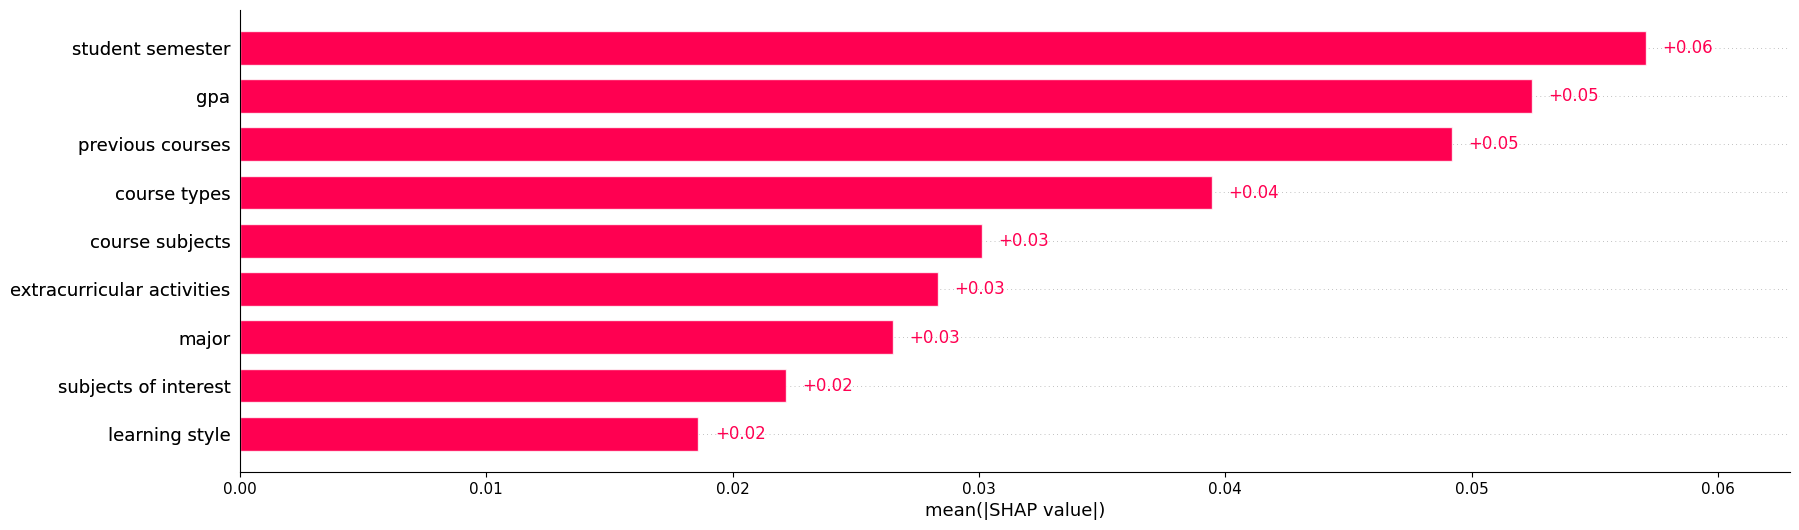 student semester +0.06
gpa +0.05
previous courses +0.05
course types +0.04
course subjects +0.03
extracurricular activities +0.03
major +0.03
subjects of interest +0.02
learning style +0.02
0.00 0.01 0.02 0.03 0.04 0.05 0.06
mean(|SHAP value|)